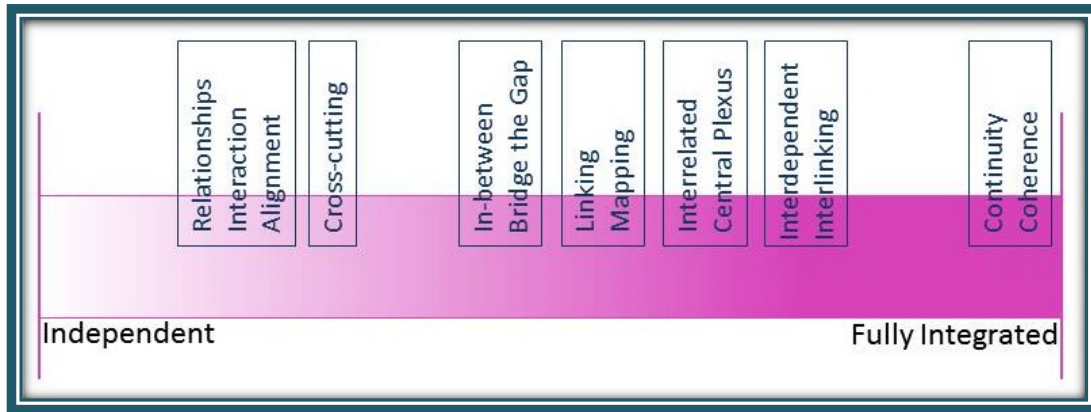 Relationships
Interaction
Alignment
Cross-cutting
In-between
Bridge the Gap
Linking
Mapping
Interrelated
Central Plexus
Interdependent
Interlinking
Continuity
Coherence
Independent
Fully Integrated